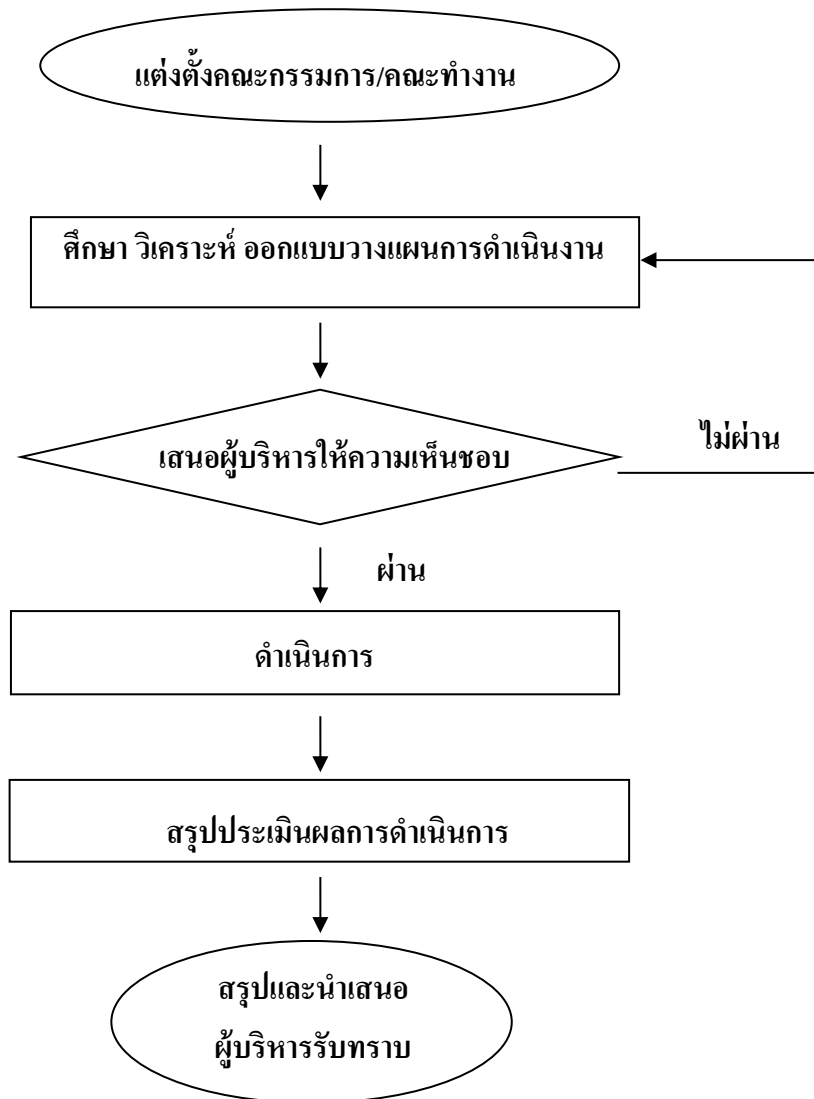 แต่งตั้งคณะกรรมการ/คณะทำงาน
ศึกษา วิเคราะห์ ออกแบบวางแผนการดำเนินงาน
เสนอผู้บริหารให้ความเห็นชอบ
ไม่ผ่าน
ผ่าน
ดำเนินการ
สรุปประเมินผลการดำเนินการ
สรุปและนำเสนอ
ผู้บริหารรับทราบ